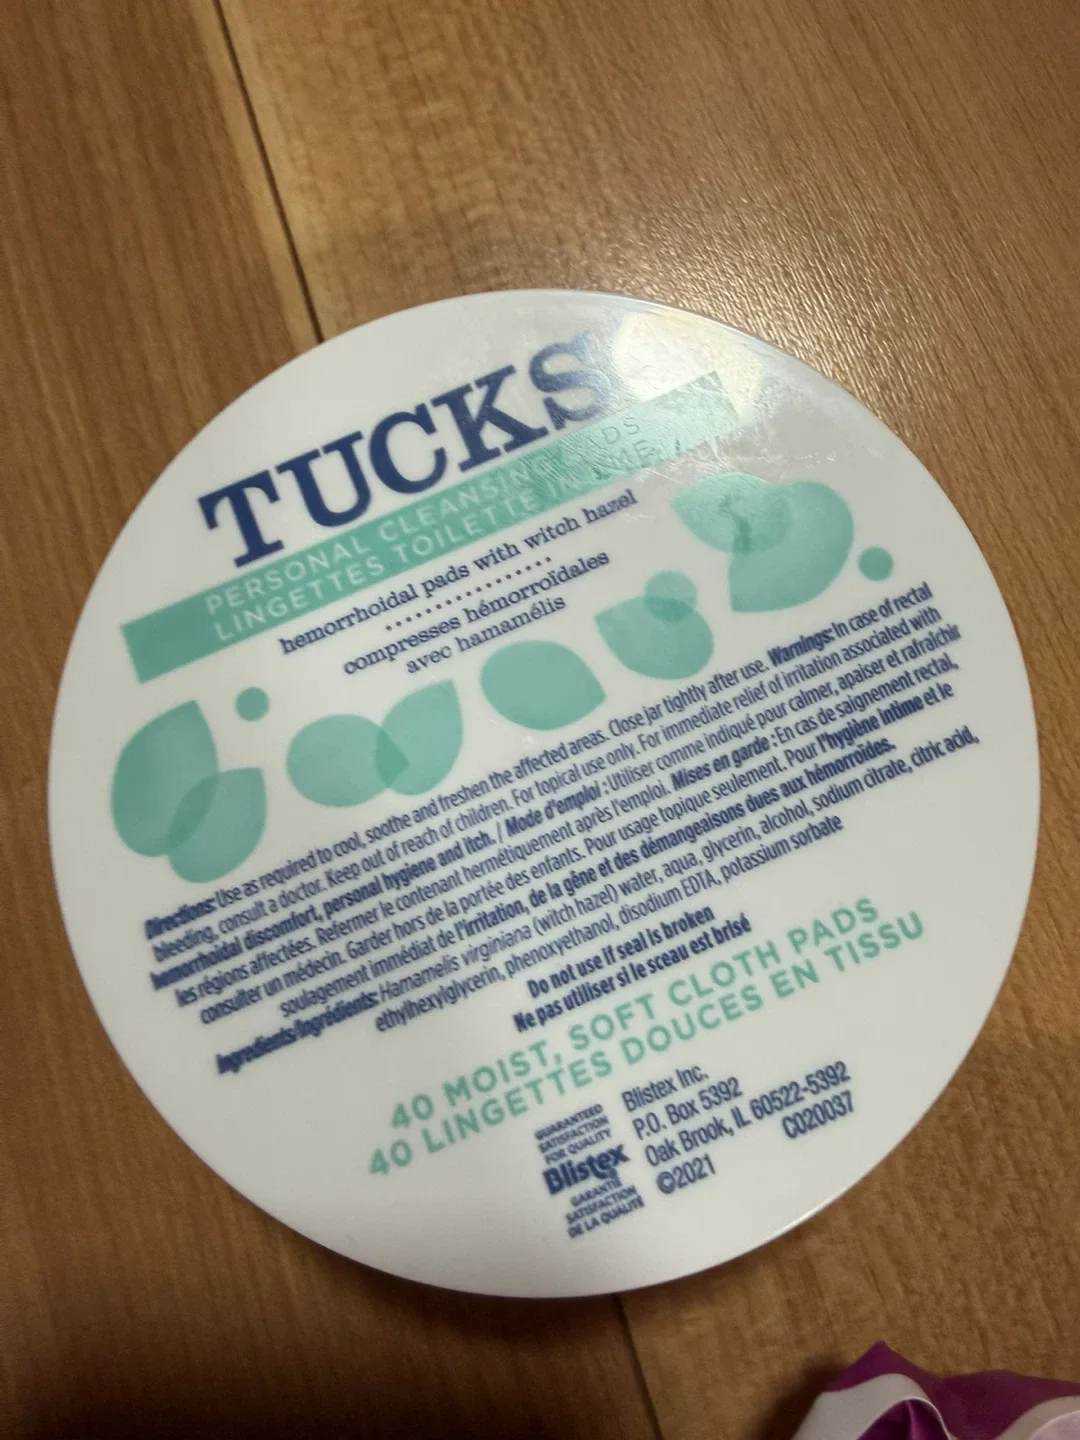 TUCKS
PERSONAL CLEANSING PADS
LINGETTES TOILETTE INTIME
hemorrhoidal pads with witch hazel
compresses hémorroïdales
avec hamamélis
Directions: Use as required to cool, soothe and freshen the affected areas. Close jar tightly after use. Warnings: In case of rectal
bleeding, consult a doctor. Keep out of reach of children. For topical use only. For immediate relief of irritation associated with
hemorrhoidal discomfort, personal hygiene and itch. / Mode d'emploi : Utiliser comme indiqué pour calmer, apaiser et rafraîchir
les régions affectées. Refermer le contenant hermétiquement après l'emploi. Mises en garde : En cas de saignement rectal,
consulter un médecin. Garder hors de la portée des enfants. Pour usage topique seulement. Pour l'hygiène intime et le
soulagement immédiat de l'irritation, de la gêne et des démangeaisons dues aux hémorroïdes.
Ingredients/Ingrédients: Hamamelis virginiana (witch hazel) water, aqua, glycerin, alcohol, sodium citrate, citric acid,
ethylhexylglycerin, phenoxyethanol, disodium EDTA, potassium sorbate
Do not use if seal is broken
Ne pas utiliser si le sceau est brisé
40 MOIST, SOFT CLOTH PADS
40 LINGETTES DOUCES EN TISSU
GUARANTEED
SATISFACTION
FOR QUALITY
Blistex
GARANTIE
SATISFACTION
DE LA QUALITÉ
Blistex Inc.
P.O. Box 5392
Oak Brook, IL 60522-5392
©2021 C020037